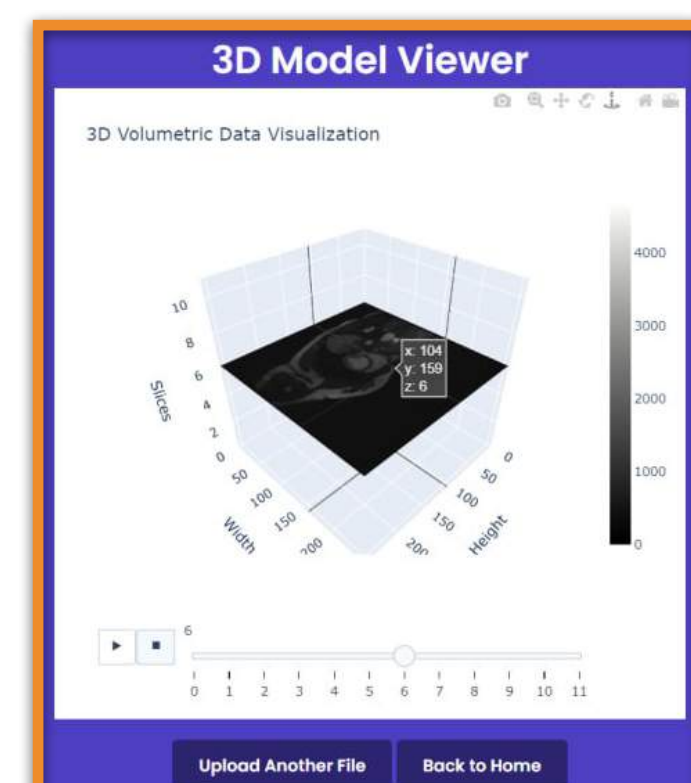 3D Model Viewer
3D Volumetric Data Visualization
10
8
6
4
2
Slices
0
50
100
150
200
Width
0
50
100
150
200
Height
x: 104
y: 159
z: 6
4000
3000
2000
1000
0
6
0 1 2 3 4 5 6 7 8 9 10 11
Upload Another File Back to Home